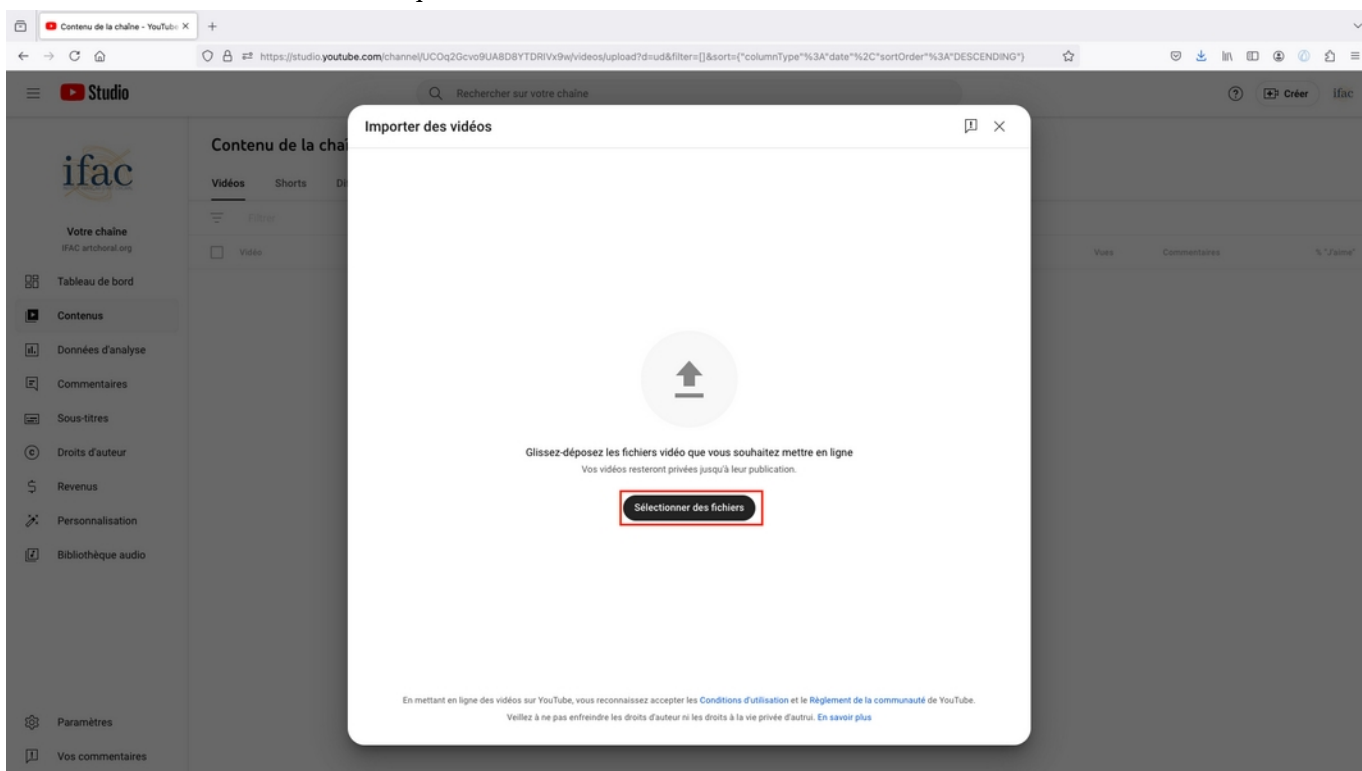 Contenu de la chaîne - YouTube
https://studio.youtube.com/channel/UCOq2Gcvo9UA8D8YTDRIVx9w/videos/upload?d=ud&filter=[]&sort={"columnType"%3A"date"%2C"sortOrder"%3A"DESCENDING"}
Studio
Rechercher sur votre chaîne
Créer
ifac
Importer des vidéos
ifac
Contenu de la chaî
Vidéos Shorts Di
Filtrer
Votre chaîne
IFAC artchoral.org
Vidéo
Vues Commentaires % "J'aime"
Tableau de bord
Contenus
Données d'analyse
Commentaires
Sous-titres
Droits d'auteur
Revenus
Personnalisation
Bibliothèque audio
Glissez-déposez les fichiers vidéo que vous souhaitez mettre en ligne
Vos vidéos resteront privées jusqu'à leur publication.
Sélectionner des fichiers
En mettant en ligne des vidéos sur YouTube, vous reconnaissez accepter les Conditions d'utilisation et le Règlement de la communauté de YouTube.
Veillez à ne pas enfreindre les droits d'auteur ni les droits à la vie privée d'autrui. En savoir plus
Paramètres
Vos commentaires